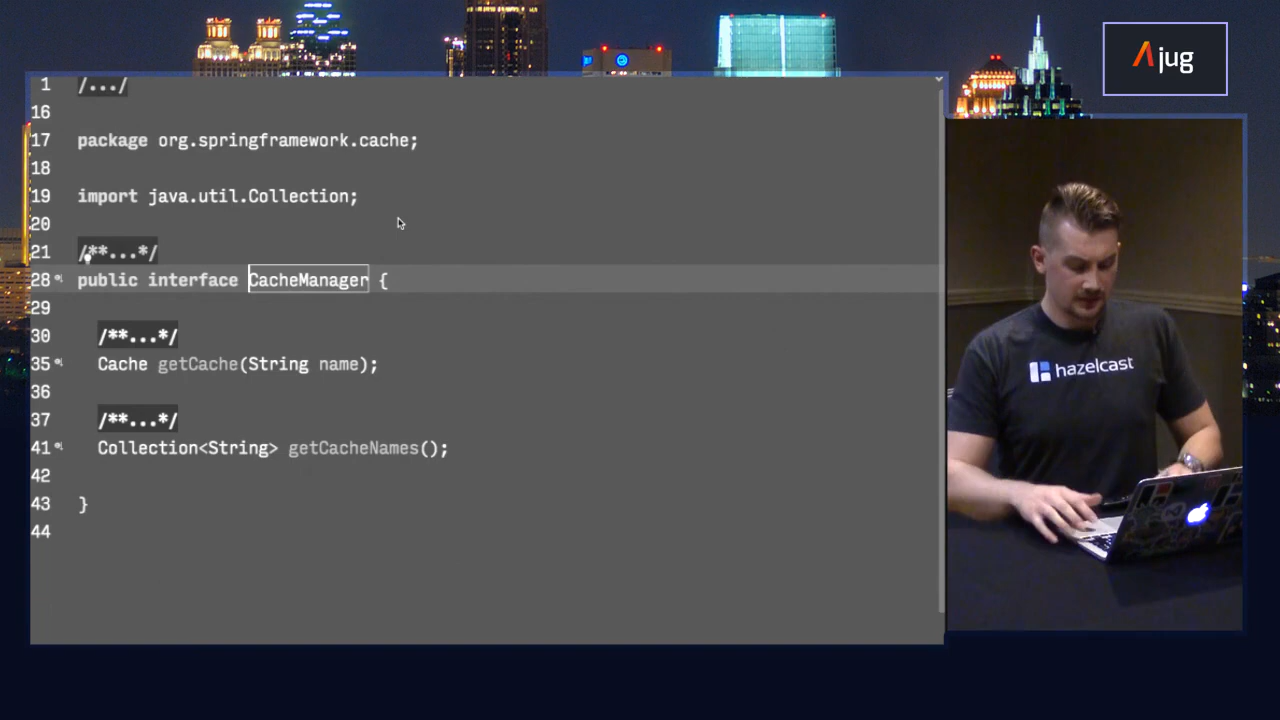 jug
1 /.../
16
17 package org.springframework.cache;
18
19 import java.util.Collection;
20
21 /**...*/
28 public interface CacheManager {
29
30 /**...*/
35 Cache getCache(String name);
36
37 /**...*/
41 Collection<String> getCacheNames();
42
43 }
44
hazelcast